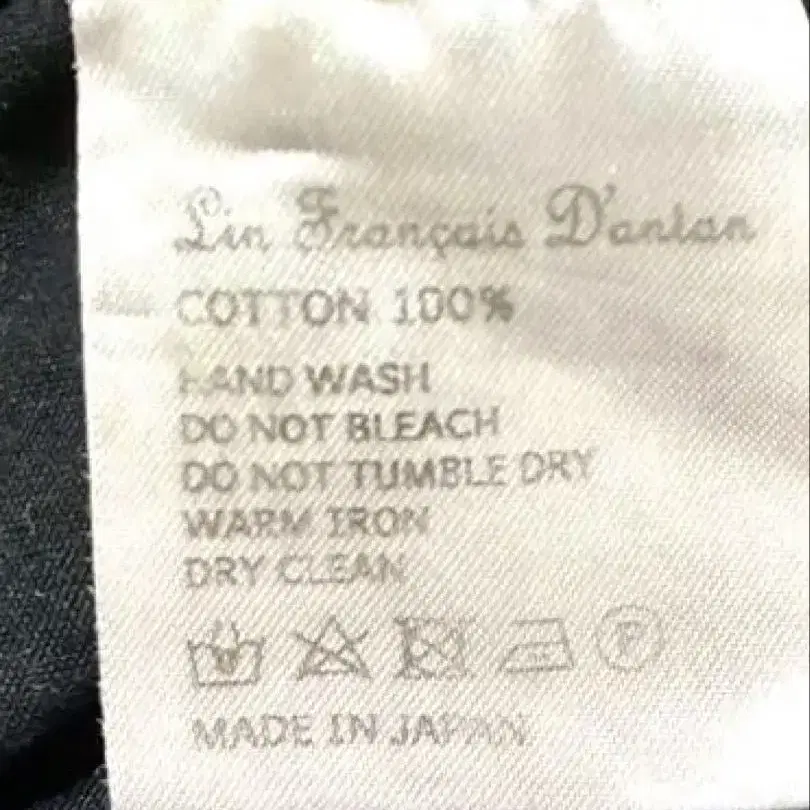 Lin Français D'antan
COTTON 100%
HAND WASH
DO NOT BLEACH
DO NOT TUMBLE DRY
WARM IRON
DRY CLEAN
P
MADE IN JAPAN